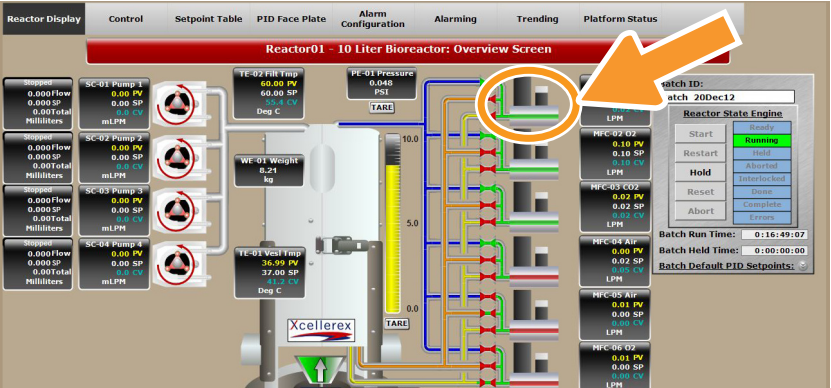 Reactor Display
Control
Setpoint Table
PID Face Plate
Alarm
Configuration
Alarming
Trending
Platform Status
Reactor01 - 10 Liter Bioreactor: Overview Screen
Stopped
0.000 Flow
0.000 SP
0.00 Total
Milliliters
SC-01 Pump 1
0.00 PV
0.00 SP
0.0 CV
mLPM
TE-02 Filt Tmp
60.00 PV
60.00 SP
55.4 CV
Deg C
PE-01 Pressure
0.048
PSI
TARE
LPM
Batch ID:
Batch_20Dec12
Reactor State Engine
Start
Restart
Hold
Reset
Abort
Ready
Running
Held
Aborted
Interlocked
Done
Complete
Errors
Batch Run Time: 0:16:49:07
Batch Held Time: 0:00:00:00
Batch Default PID Setpoints:
Stopped
0.000 Flow
0.000 SP
0.00 Total
Milliliters
SC-02 Pump 2
0.00 PV
0.00 SP
0.0 CV
mLPM
WE-01 Weight
8.21
kg
10.0
5.0
0.0
TARE
MFC-02 O2
0.10 PV
0.10 SP
0.10 CV
LPM
Stopped
0.000 Flow
0.000 SP
0.00 Total
Milliliters
SC-03 Pump 3
0.00 PV
0.00 SP
0.0 CV
mLPM
MFC-03 CO2
0.02 PV
0.02 SP
0.02 CV
LPM
Stopped
0.000 Flow
0.000 SP
0.00 Total
Milliliters
SC-04 Pump 4
0.00 PV
0.00 SP
0.0 CV
mLPM
TE-01 Vesl Tmp
36.99 PV
37.00 SP
41.2 CV
Deg C
MFC-04 Air
0.00 PV
0.02 SP
0.05 CV
LPM
MFC-05 Air
0.01 PV
0.00 SP
0.00 CV
LPM
Xcellerex
MFC-06 O2
0.01 PV
0.00 SP
0.00 CV
LPM